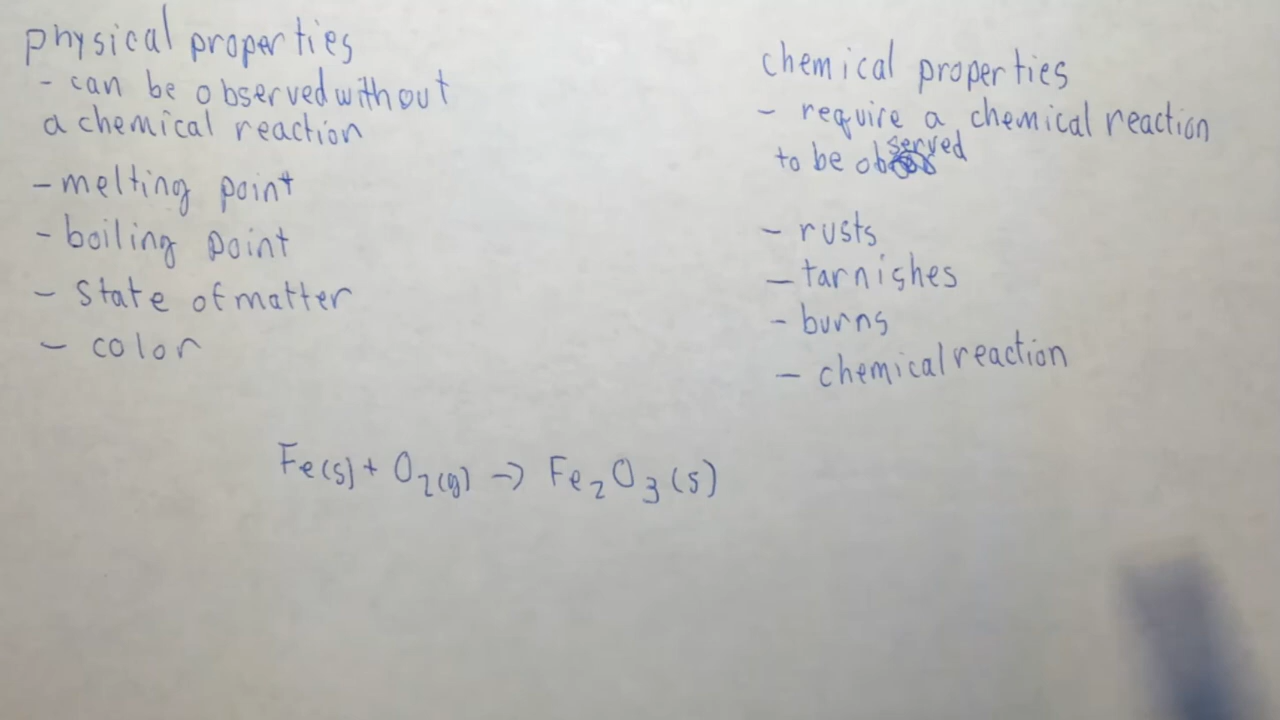 physical properties
- can be observed without
a chemical reaction
- melting point
- boiling point
- state of matter
- color
chemical properties
- require a chemical reaction
to be observed
- rusts
- tarnishes
- burns
- chemical reaction
Fe(s) + O₂(g) → Fe₂O₃(s)